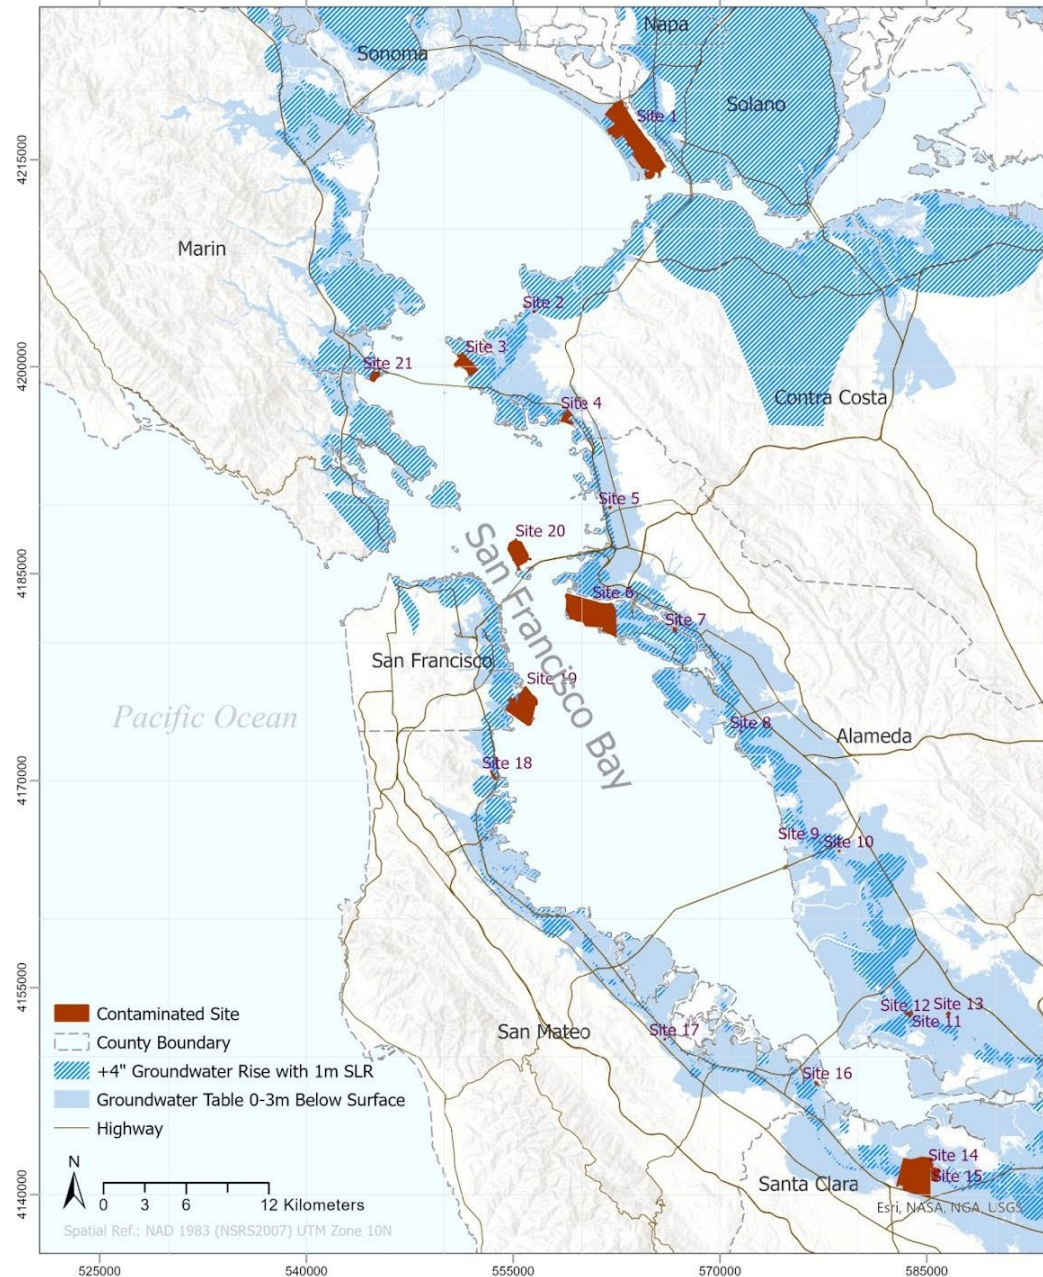 Napa
Sonoma
Solano
Site 1
4215000
Marin
Site 2
Site 3
Site 21
4200000
Contra Costa
Site 4
Site 5
Site 20
San Francisco Bay
4185000
Site 6
Site 7
San Francisco
Site 19
Pacific Ocean
Site 8
Alameda
Site 18
4170000
Site 9
Site 10
4155000
Site 12
Site 13
Site 11
San Mateo
Site 17
Site 16
Contaminated Site
County Boundary
+4" Groundwater Rise with 1m SLR
Groundwater Table 0-3m Below Surface
Highway
Site 14
Site 15
Santa Clara
4140000
N
0 3 6 12 Kilometers
Esri, NASA, NGA, USGS
Spatial Ref.: NAD 1983 (NSRS2007) UTM Zone 10N
525000 540000 555000 570000 585000